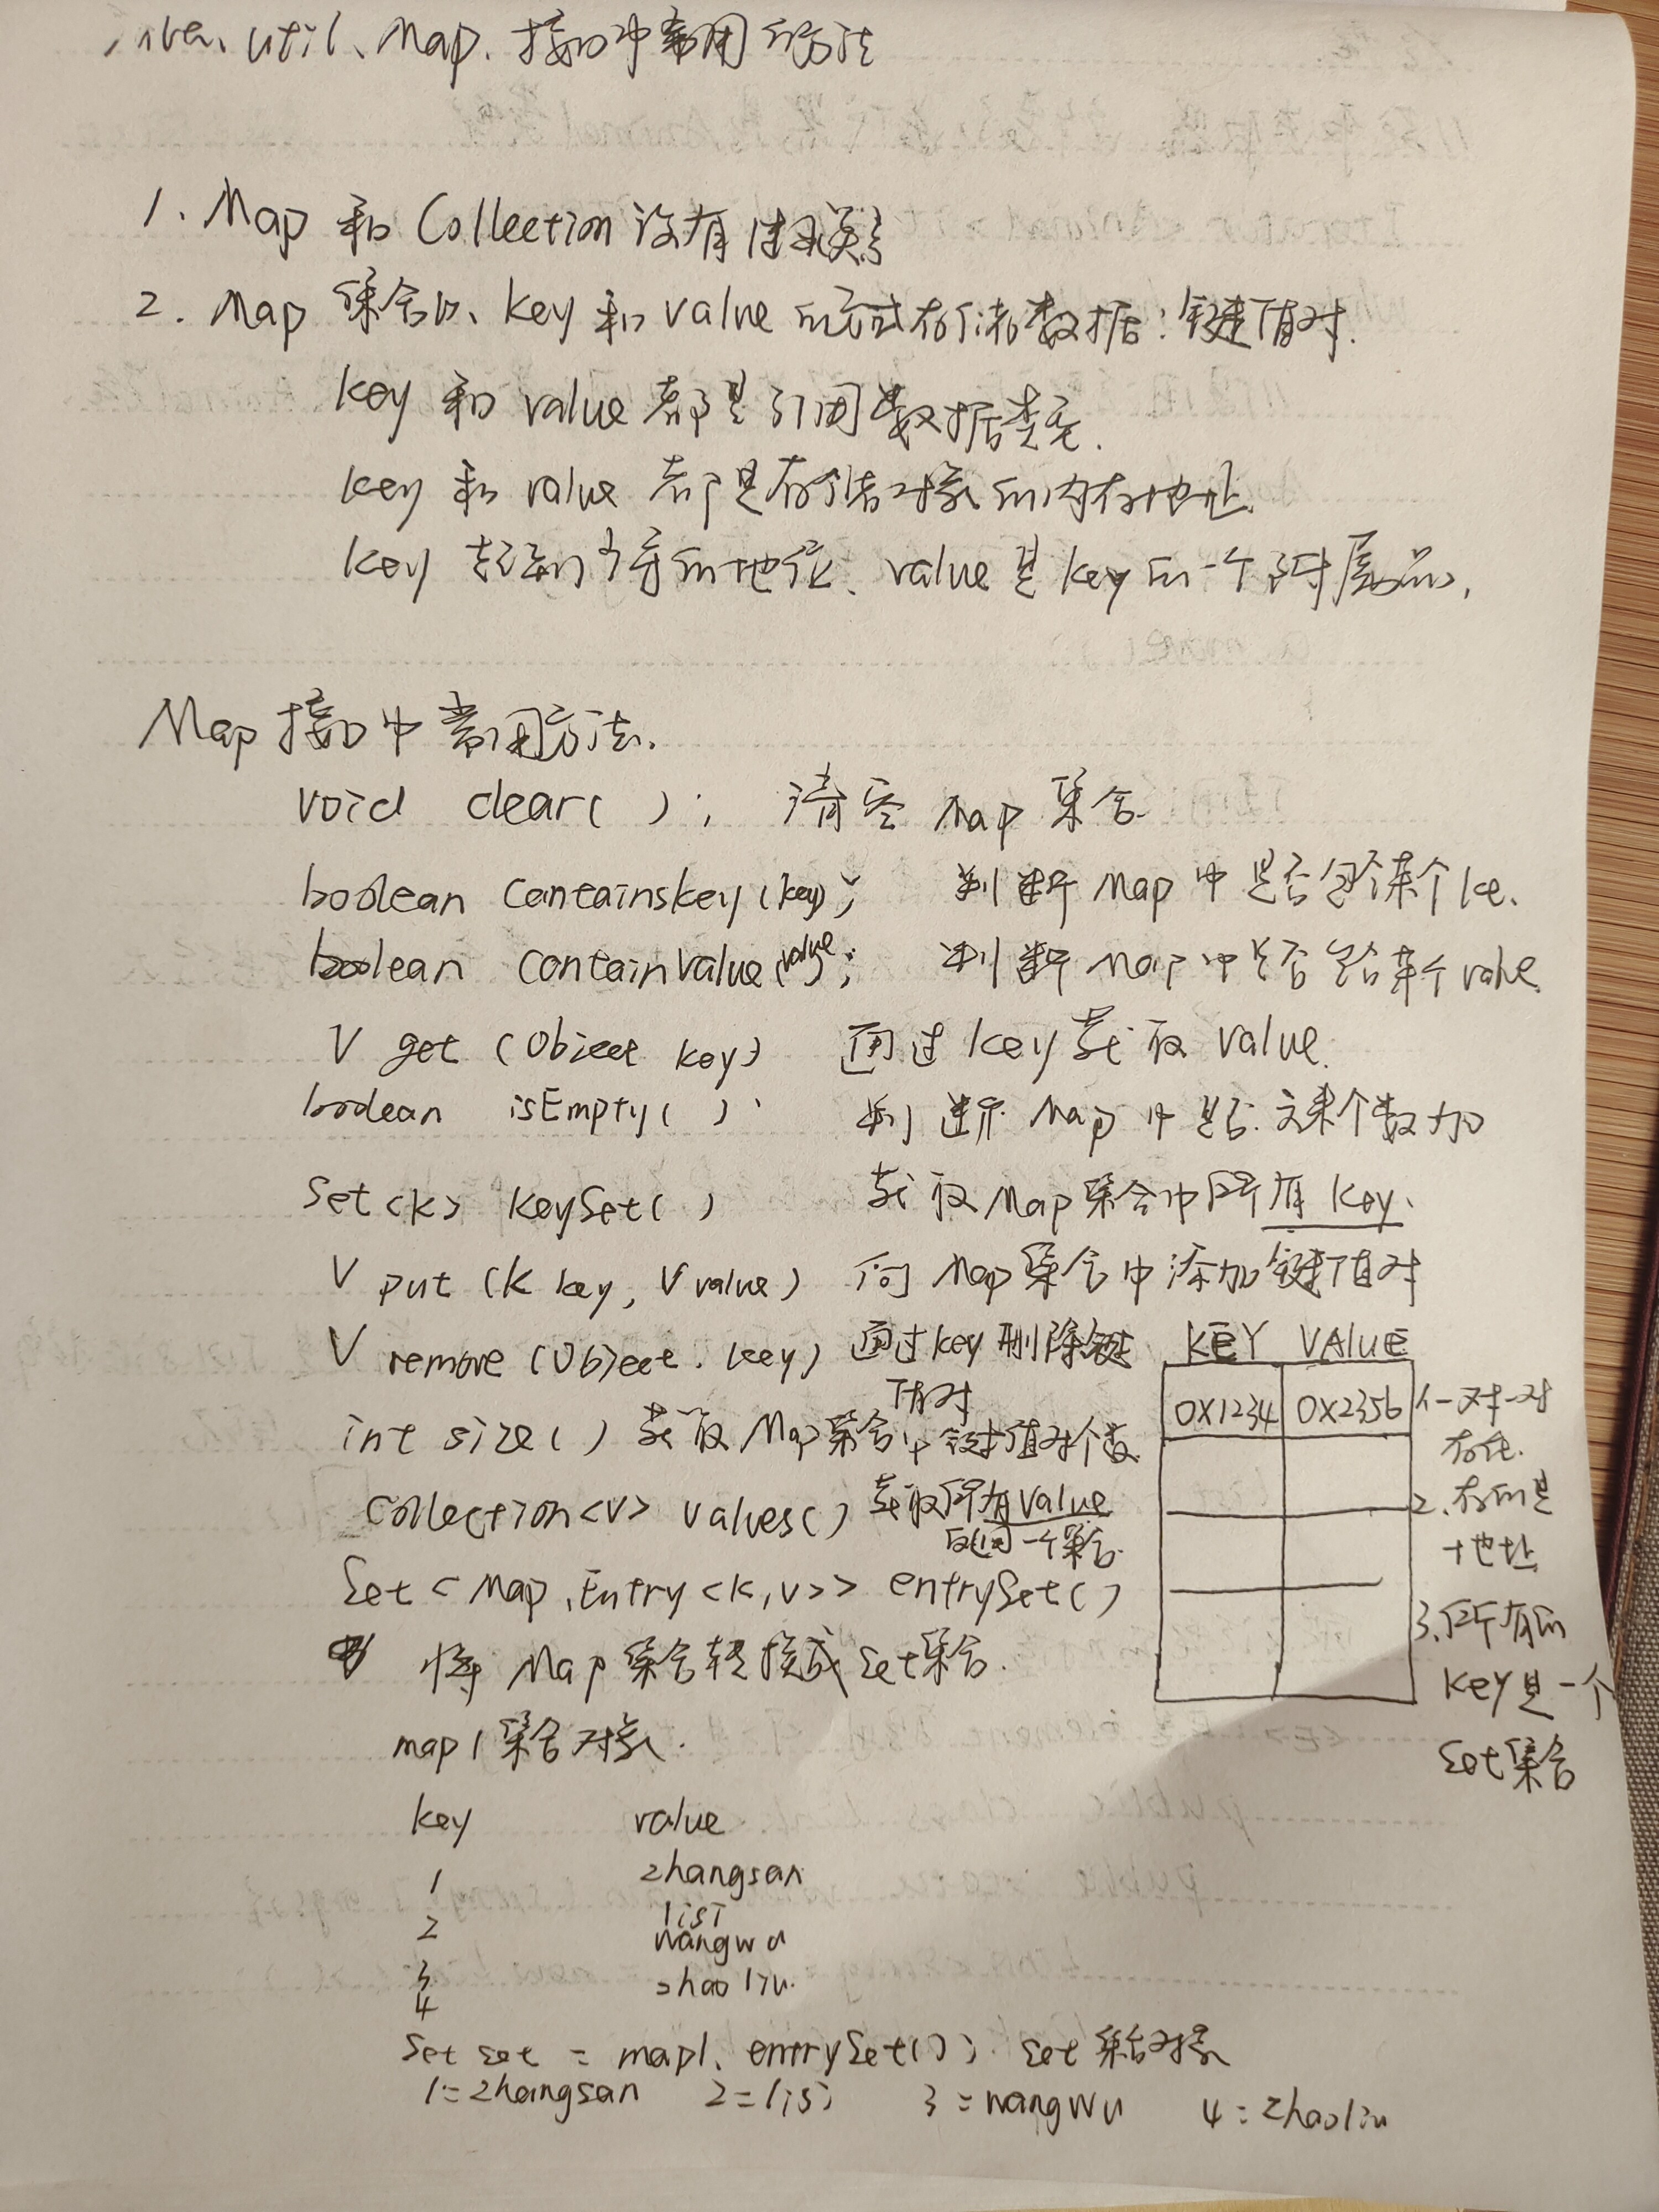 java.util.Map.接口中常用的方法
1. Map 和 Collection 没有继承关系
2. Map 集合以 key 和 value 的方式存储数据:键值对.
key 和 value 都是引用数据类型.
key 和 value 都是存储对象的内存地址.
key 起到主导的地位. value 是 key 的一个附属品.
Map 接口中常用方法.
void clear( ); 清空 Map 集合
boolean containskey (key); 判断 Map 中是否包含某个 ke.
boolean containvalue (value); 判断 Map 中是否包含某个 value.
V get (Object key) 通过 key 获取 value.
boolean isEmpty( ). 判断 Map 中是否 元素个数为0
Set<K> keySet( ) 获取 Map 集合中所有 key.
V put (K key, V value) 向 Map 集合中添加键值对
V remove (Object. key) 通过 key 删除键
值对
int size( ) 获取 Map 集合中键值对个数
Collection<V> values( ) 获取所有 value
返回一个集合.
Set < Map.Entry <K,V>> entrySet( )
将 Map 集合转换成 Set 集合.
KEY VALUE
0X1234 0X2356
1一对一对
存在.
2.存的是
地址
3.所有的
key是一个
Set集合
map1集合对象.
key value
1 zhangsan
2 lisi
3 wangwu
4 zhaoliu.
Set set = map1.entrySet(); set 集合对象
1=zhangsan 2=lisi 3=wangwu 4=zhaoliu